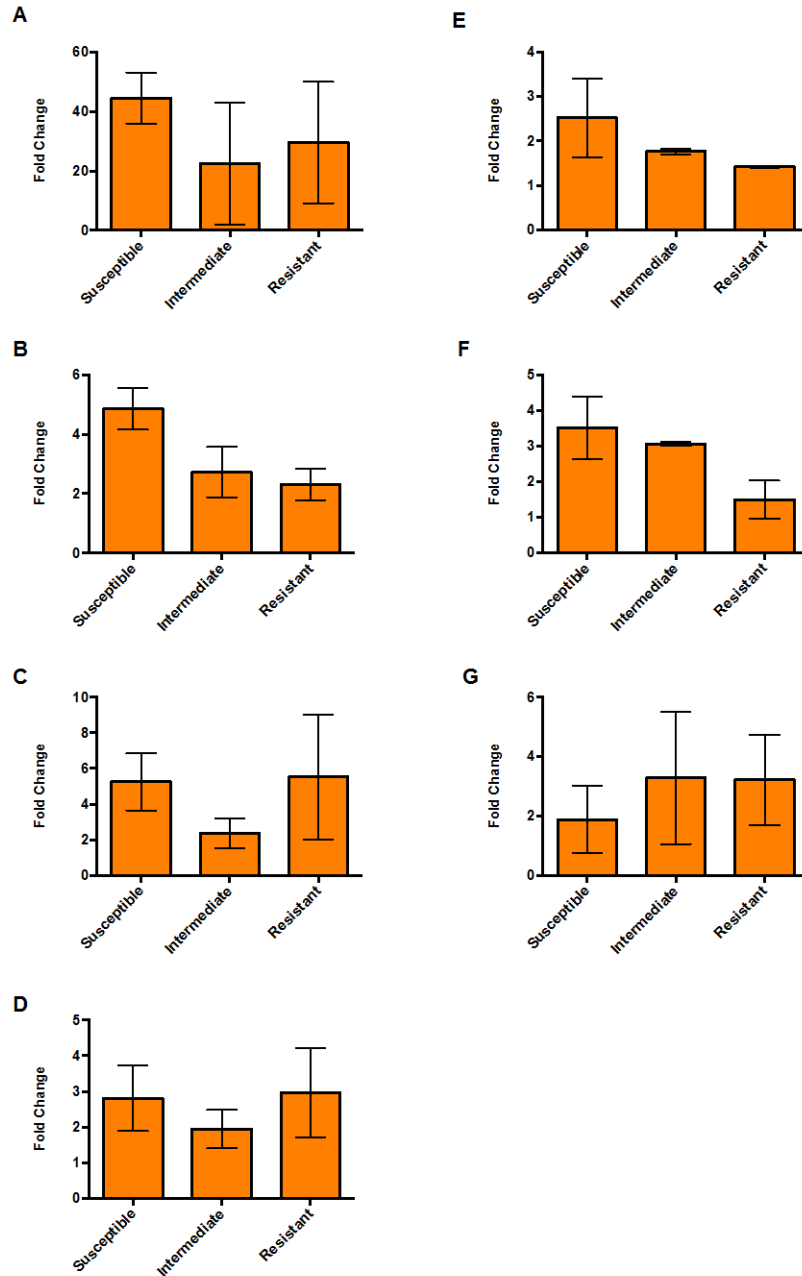 A
Fold Change
60
40
20
0
Susceptible
Intermediate
Resistant
B
Fold Change
6
4
2
0
Susceptible
Intermediate
Resistant
C
Fold Change
10
8
6
4
2
0
Susceptible
Intermediate
Resistant
D
Fold Change
5
4
3
2
1
0
Susceptible
Intermediate
Resistant
E
Fold Change
4
3
2
1
0
Susceptible
Intermediate
Resistant
F
Fold Change
5
4
3
2
1
0
Susceptible
Intermediate
Resistant
G
Fold Change
6
4
2
0
Susceptible
Intermediate
Resistant